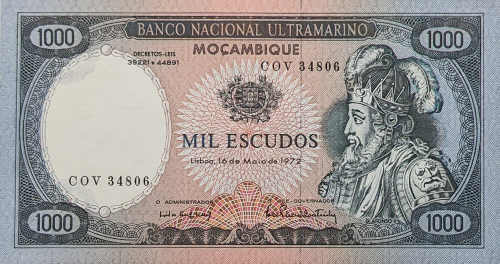 1000 BANCO NACIONAL ULTRAMARINO 1000
MOÇAMBIQUE
DECRETOS-LEIS
39221 e 44891
COV 34806
MIL ESCUDOS
Lisboa, 16 de Maio de 1972
COV 34806
O ADMINISTRADOR
GOVERNADOR
D. AFONSO V
1000 1000